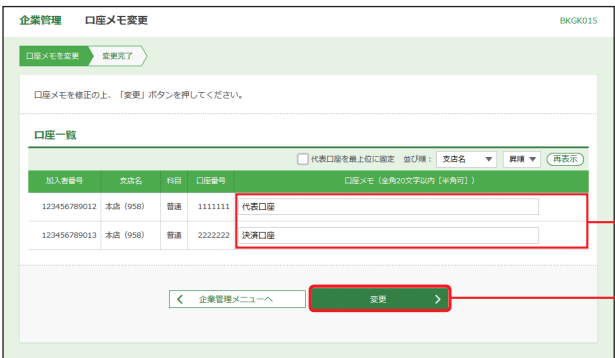 企業管理 口座メモ変更 BKGK015
口座メモを変更 変更完了
口座メモを修正の上、「変更」ボタンを押してください。
口座一覧
代表口座を最上位に固定 並び順： 支店名 ▼ 昇順 ▼ 再表示
加入者番号 支店名 科目 口座番号 口座メモ（全角20文字以内［半角可］）
123456789012 本店（958） 普通 1111111 代表口座
123456789013 本店（958） 普通 2222222 決済口座
企業管理メニューへ 変更